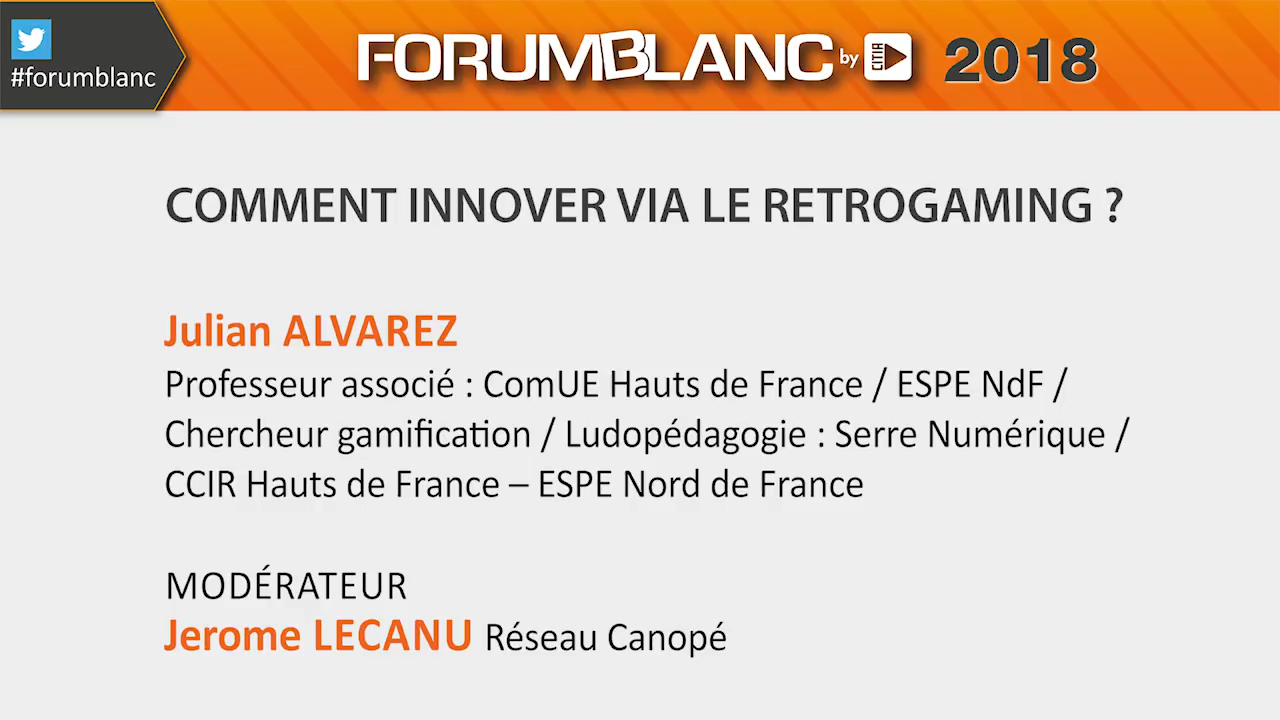 #forumblanc
FORUMBLANC by CITIA 2018
COMMENT INNOVER VIA LE RETROGAMING ?
Julian ALVAREZ
Professeur associé : ComUE Hauts de France / ESPE NdF /
Chercheur gamification / Ludopédagogie : Serre Numérique /
CCIR Hauts de France – ESPE Nord de France
MODÉRATEUR
Jerome LECANU Réseau Canopé